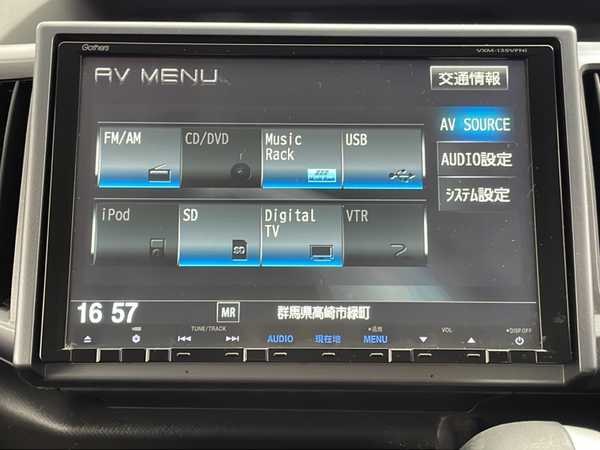 Gathers
VXM-135VFNi
AV MENU
交通情報
FM/AM
CD/DVD
Music
Rack
USB
AV SOURCE
AUDIO設定
システム設定
iPod
SD
SD
Digital
TV
VTR
16 57
MR
群馬県高崎市緑町
TUNE/TRACK
AUDIO
現在地
MENU
VOL
DISP OFF